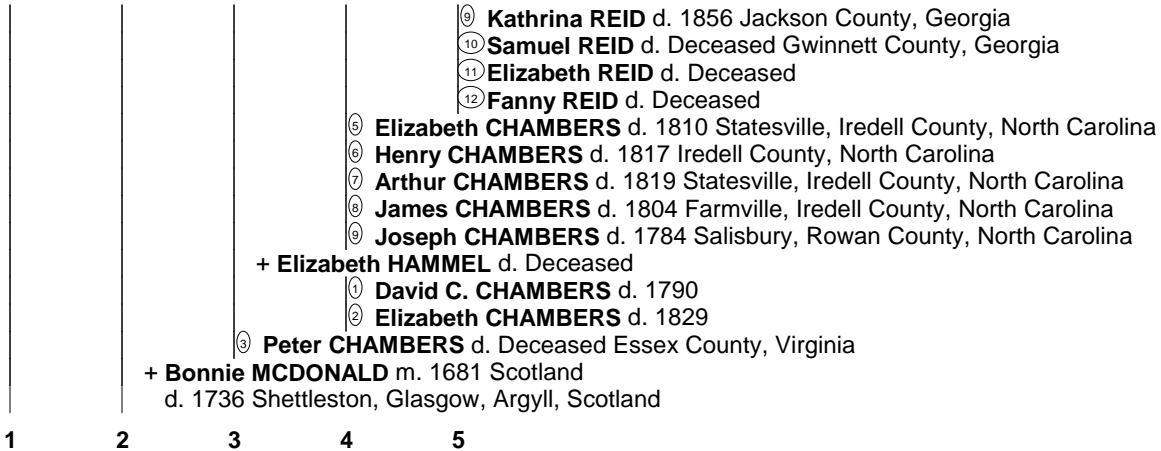 ⑨ Kathrina REID d. 1856 Jackson County, Georgia
⑩ Samuel REID d. Deceased Gwinnett County, Georgia
⑪ Elizabeth REID d. Deceased
⑫ Fanny REID d. Deceased
⑤ Elizabeth CHAMBERS d. 1810 Statesville, Iredell County, North Carolina
⑥ Henry CHAMBERS d. 1817 Iredell County, North Carolina
⑦ Arthur CHAMBERS d. 1819 Statesville, Iredell County, North Carolina
⑧ James CHAMBERS d. 1804 Farmville, Iredell County, North Carolina
⑨ Joseph CHAMBERS d. 1784 Salisbury, Rowan County, North Carolina
+ Elizabeth HAMMEL d. Deceased
① David C. CHAMBERS d. 1790
② Elizabeth CHAMBERS d. 1829
③ Peter CHAMBERS d. Deceased Essex County, Virginia
+ Bonnie MCDONALD m. 1681 Scotland
d. 1736 Shettleston, Glasgow, Argyll, Scotland
1 2 3 4 5